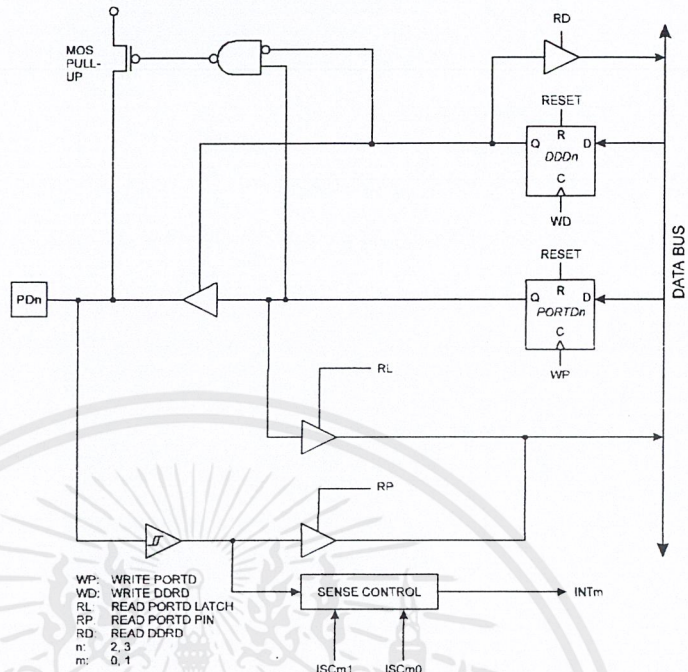 RD
MOS
PULL-
UP
RESET
R
Q
D
DDDn
C
WD
DATA BUS
RESET
PDn
R
Q
D
PORTDn
C
WP
RL
RP
WP: WRITE PORTD
WD: WRITE DDRD
RL READ PORTD LATCH
RP READ PORTD PIN
RD: READ DDRD
n: 2, 3
m: 0, 1
SENSE CONTROL
INTm
ISCm1
ISCm0